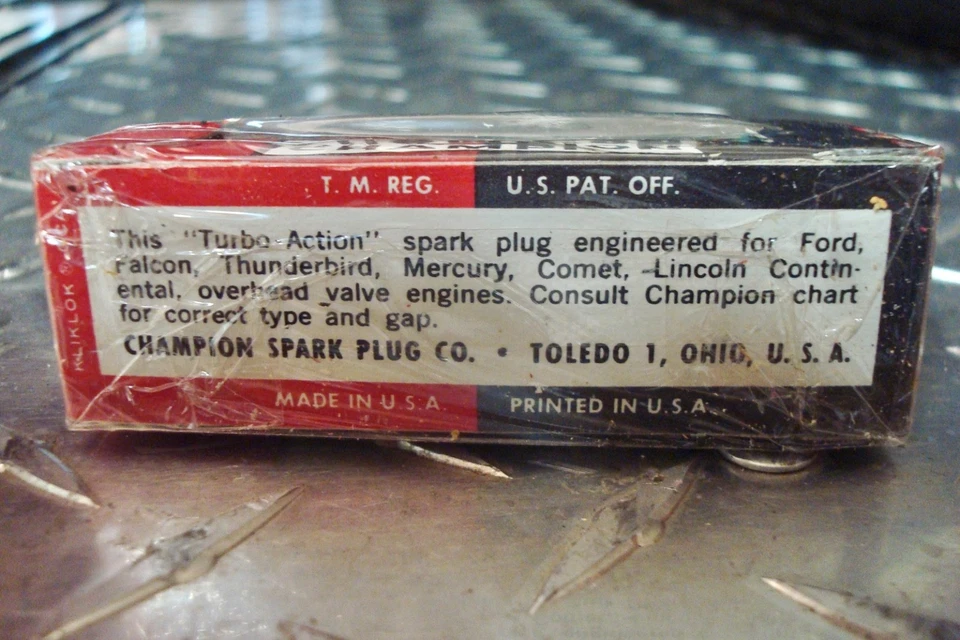 CHAMPION
T. M. REG. U.S. PAT. OFF.
This "Turbo-Action" spark plug engineered for Ford,
Falcon, Thunderbird, Mercury, Comet, Lincoln Contin-
ental, overhead valve engines. Consult Champion chart
for correct type and gap.
CHAMPION SPARK PLUG CO. • TOLEDO 1, OHIO, U. S. A.
MADE IN U.S.A. PRINTED IN U.S.A.
KLIKLOK ®